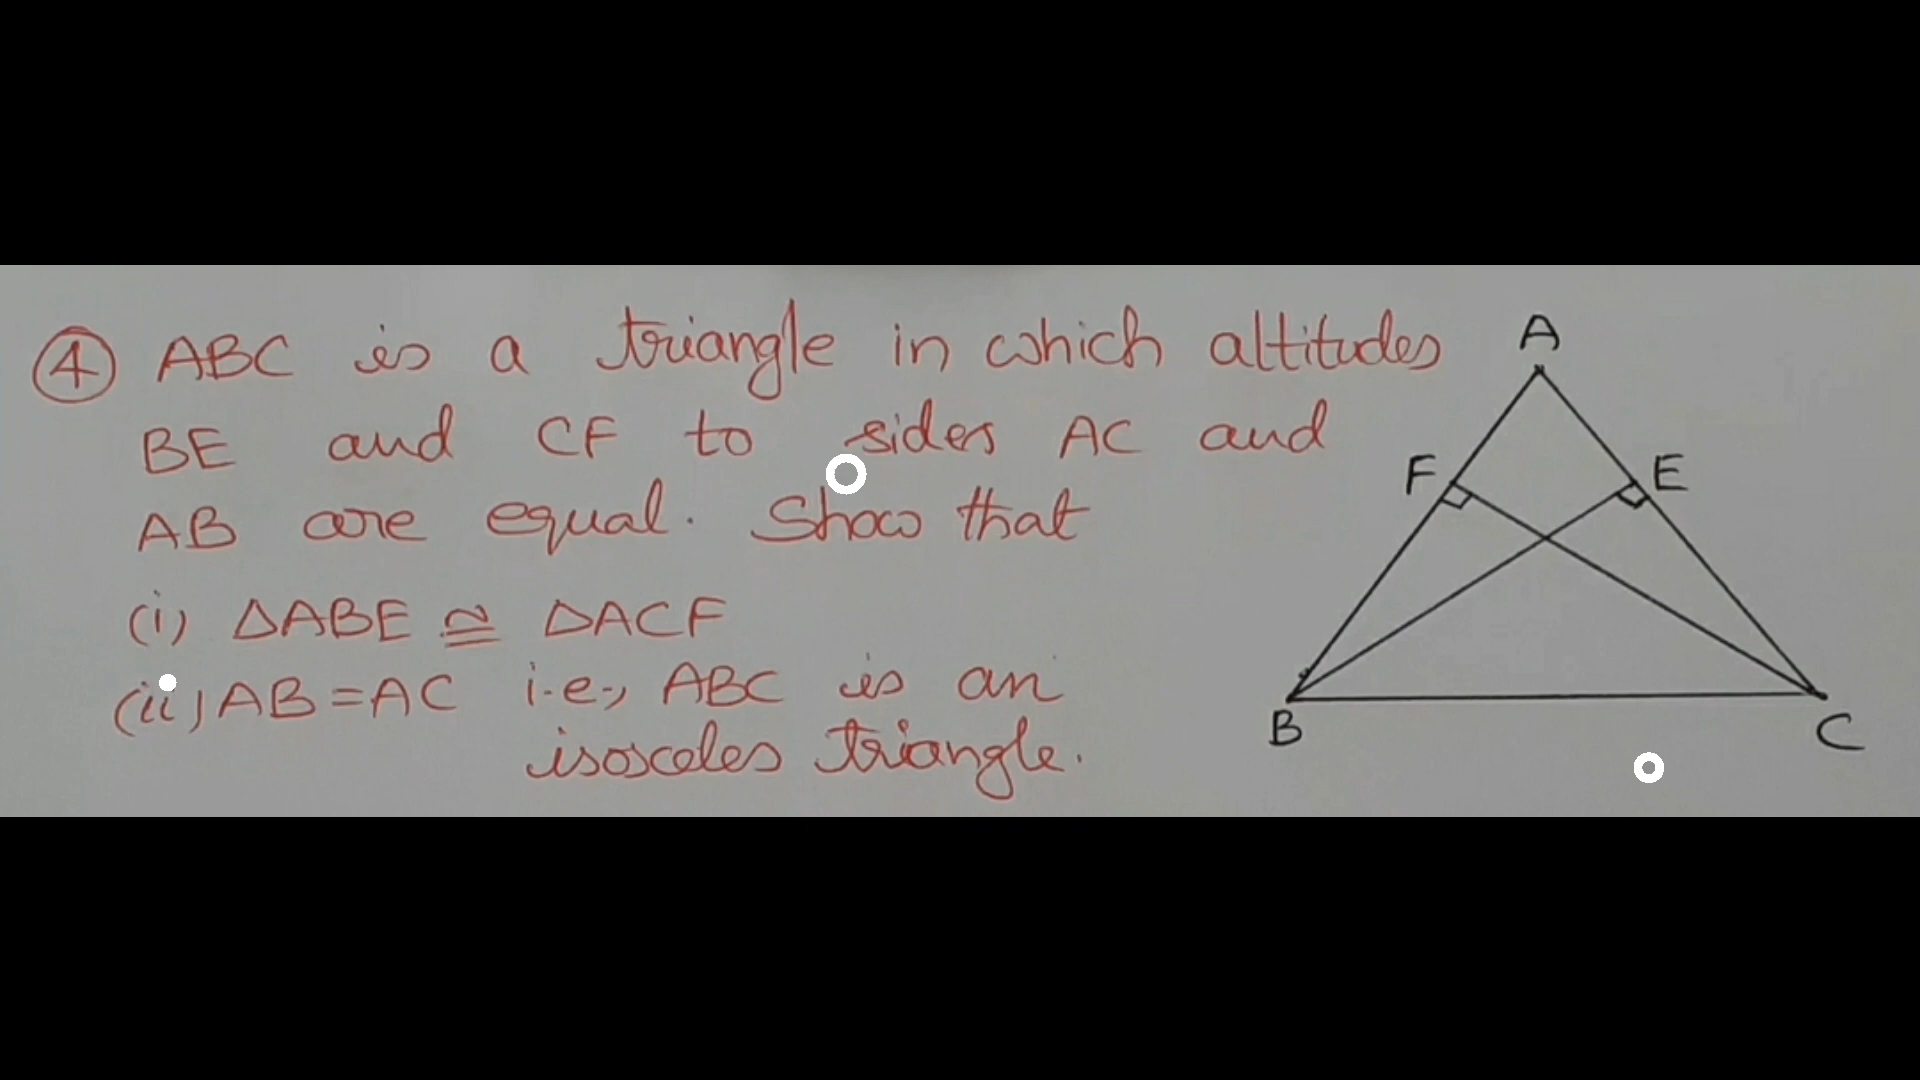 4 ABC is a triangle in which altitudes
BE and CF to sides AC and
AB are equal. Show that
(i) ΔABE ≅ ΔACF
(ii) AB = AC i.e., ABC is an
isosceles triangle.
A
F E
B C